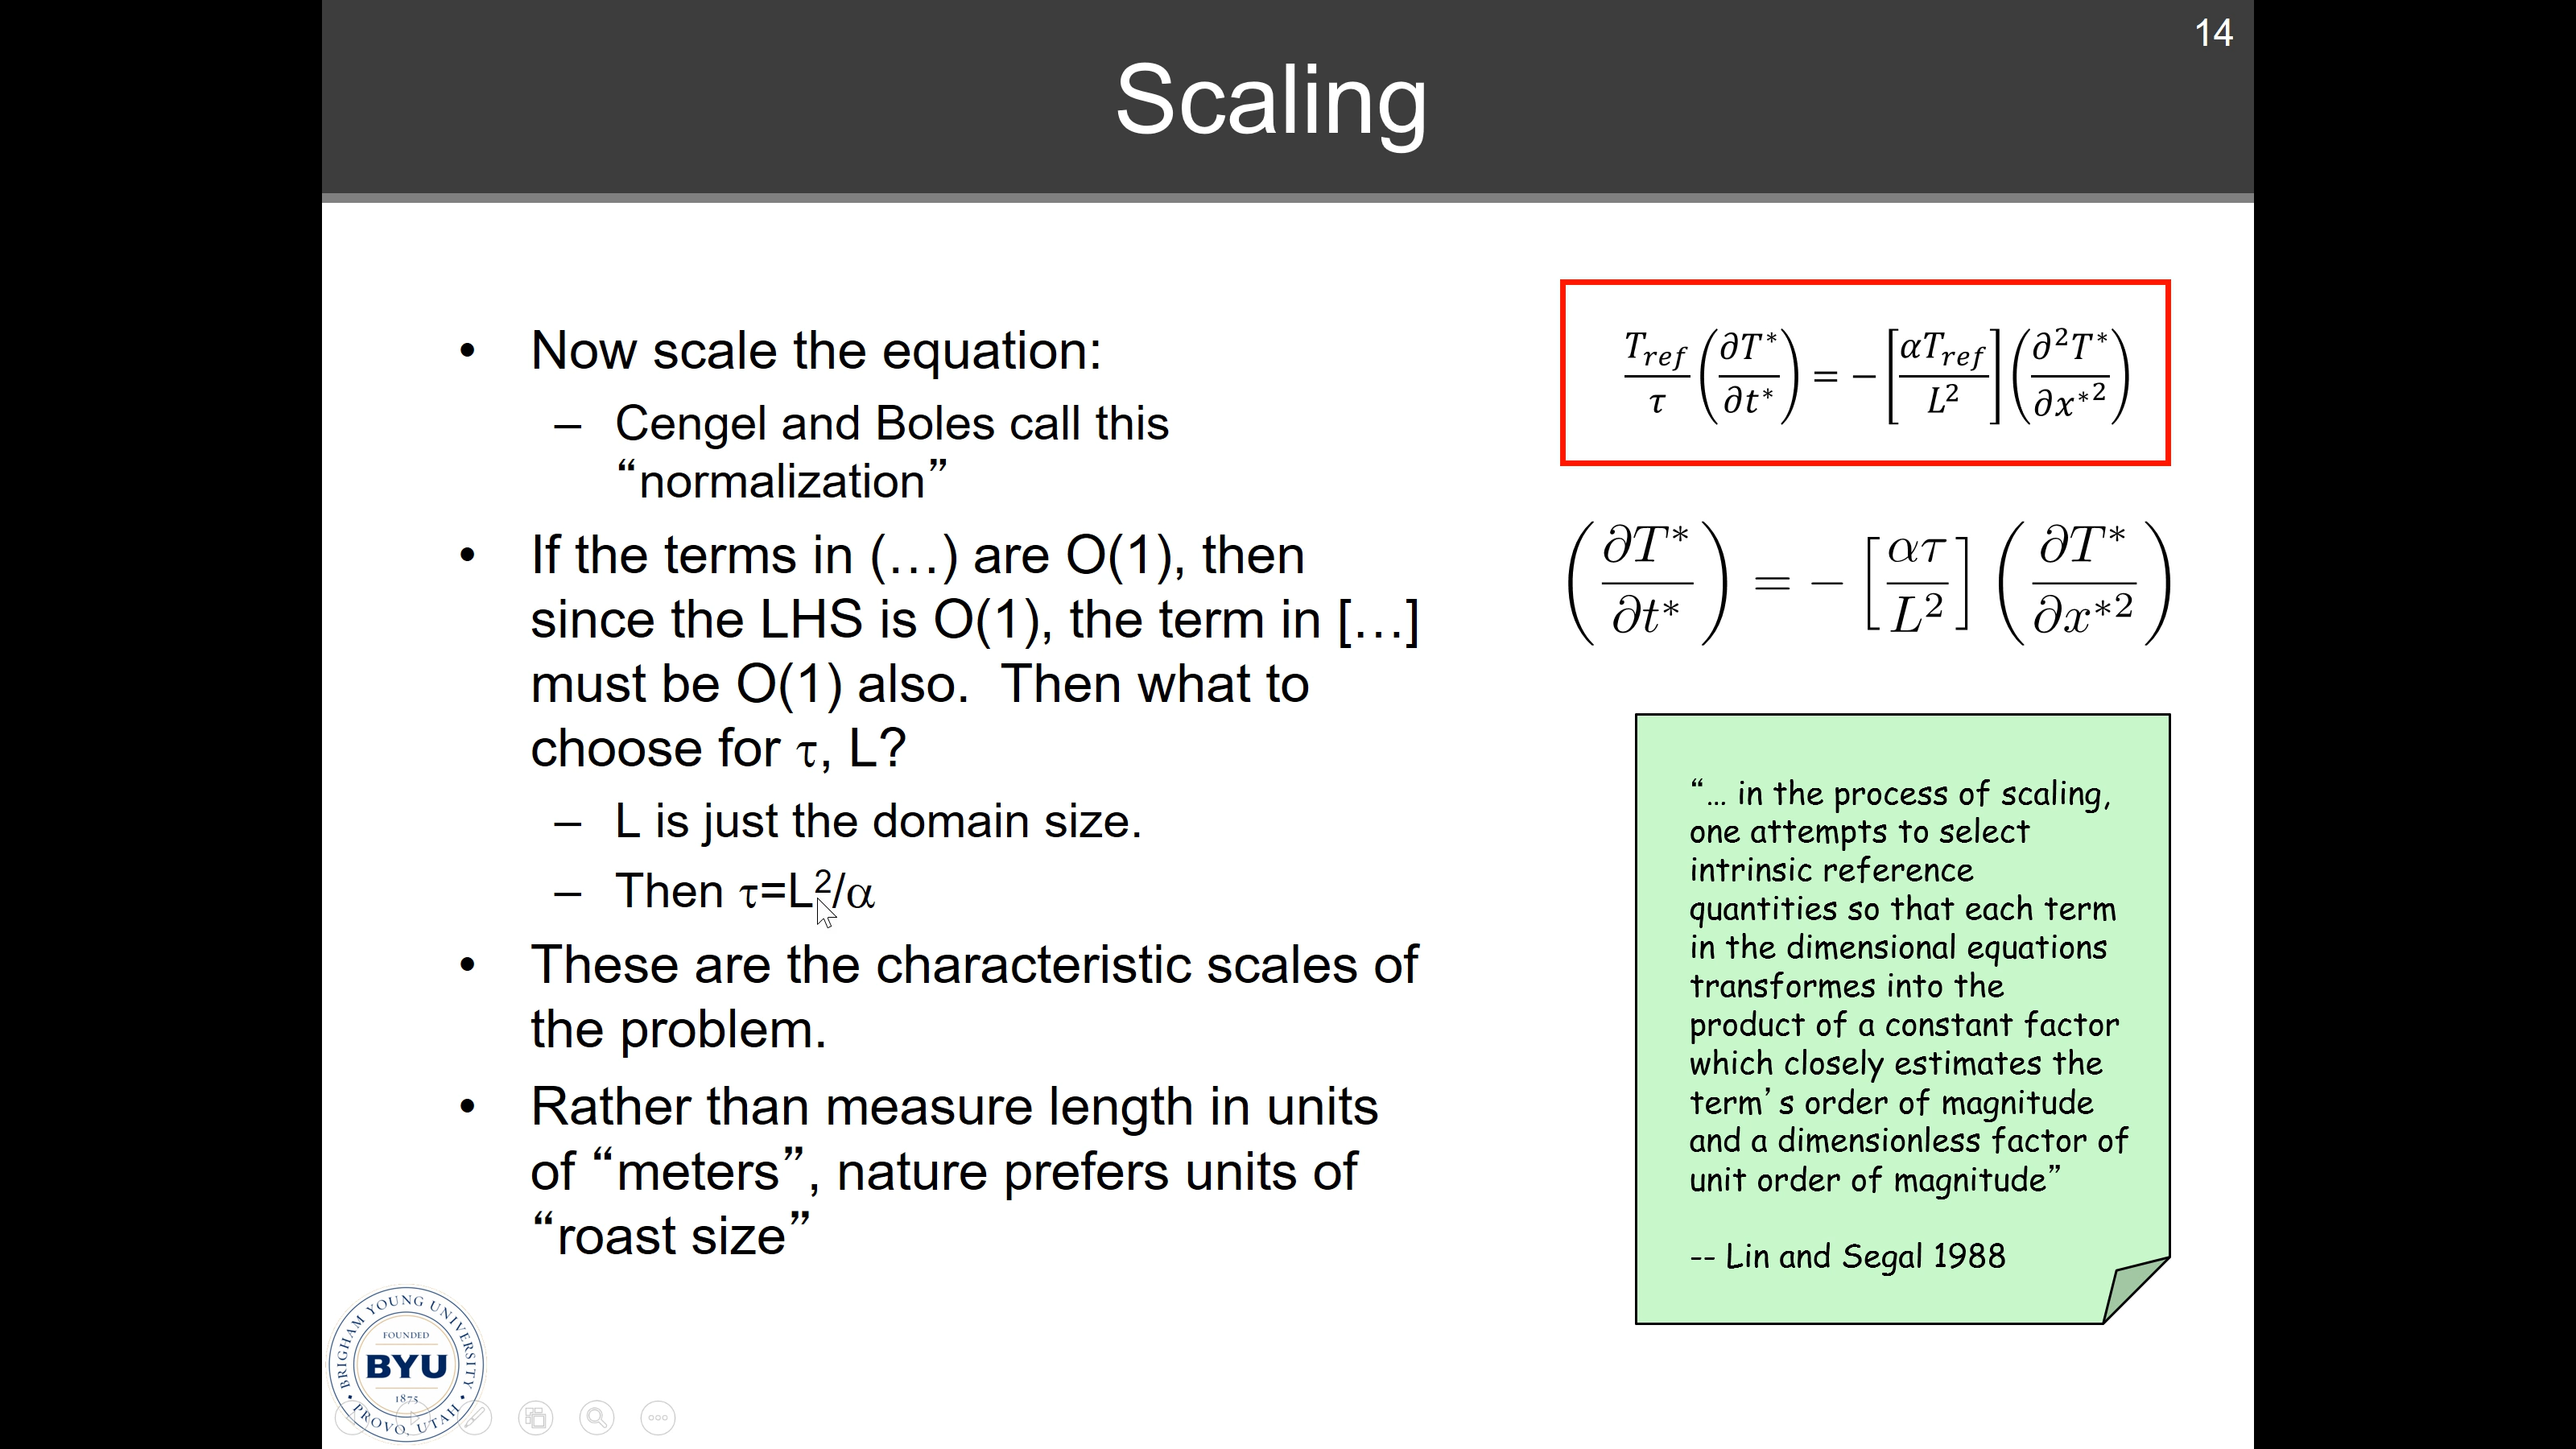 14
Scaling
• Now scale the equation:
– Cengel and Boles call this
“normalization”
• If the terms in (…) are O(1), then
since the LHS is O(1), the term in […]
must be O(1) also.  Then what to
choose for τ, L?
– L is just the domain size.
– Then τ=L²/α
• These are the characteristic scales of
the problem.
• Rather than measure length in units
of “meters”, nature prefers units of
“roast size”
T_ref/τ (∂T*/∂t*) = − [αT_ref/L²] (∂²T*/∂x*²)
(∂T*/∂t*) = − [ατ/L²] (∂T*/∂x*²)
“… in the process of scaling,
one attempts to select
intrinsic reference
quantities so that each term
in the dimensional equations
transformes into the
product of a constant factor
which closely estimates the
term’s order of magnitude
and a dimensionless factor of
unit order of magnitude”
-- Lin and Segal 1988
BRIGHAM YOUNG UNIVERSITY
FOUNDED
BYU
1875
PROVO, UTAH